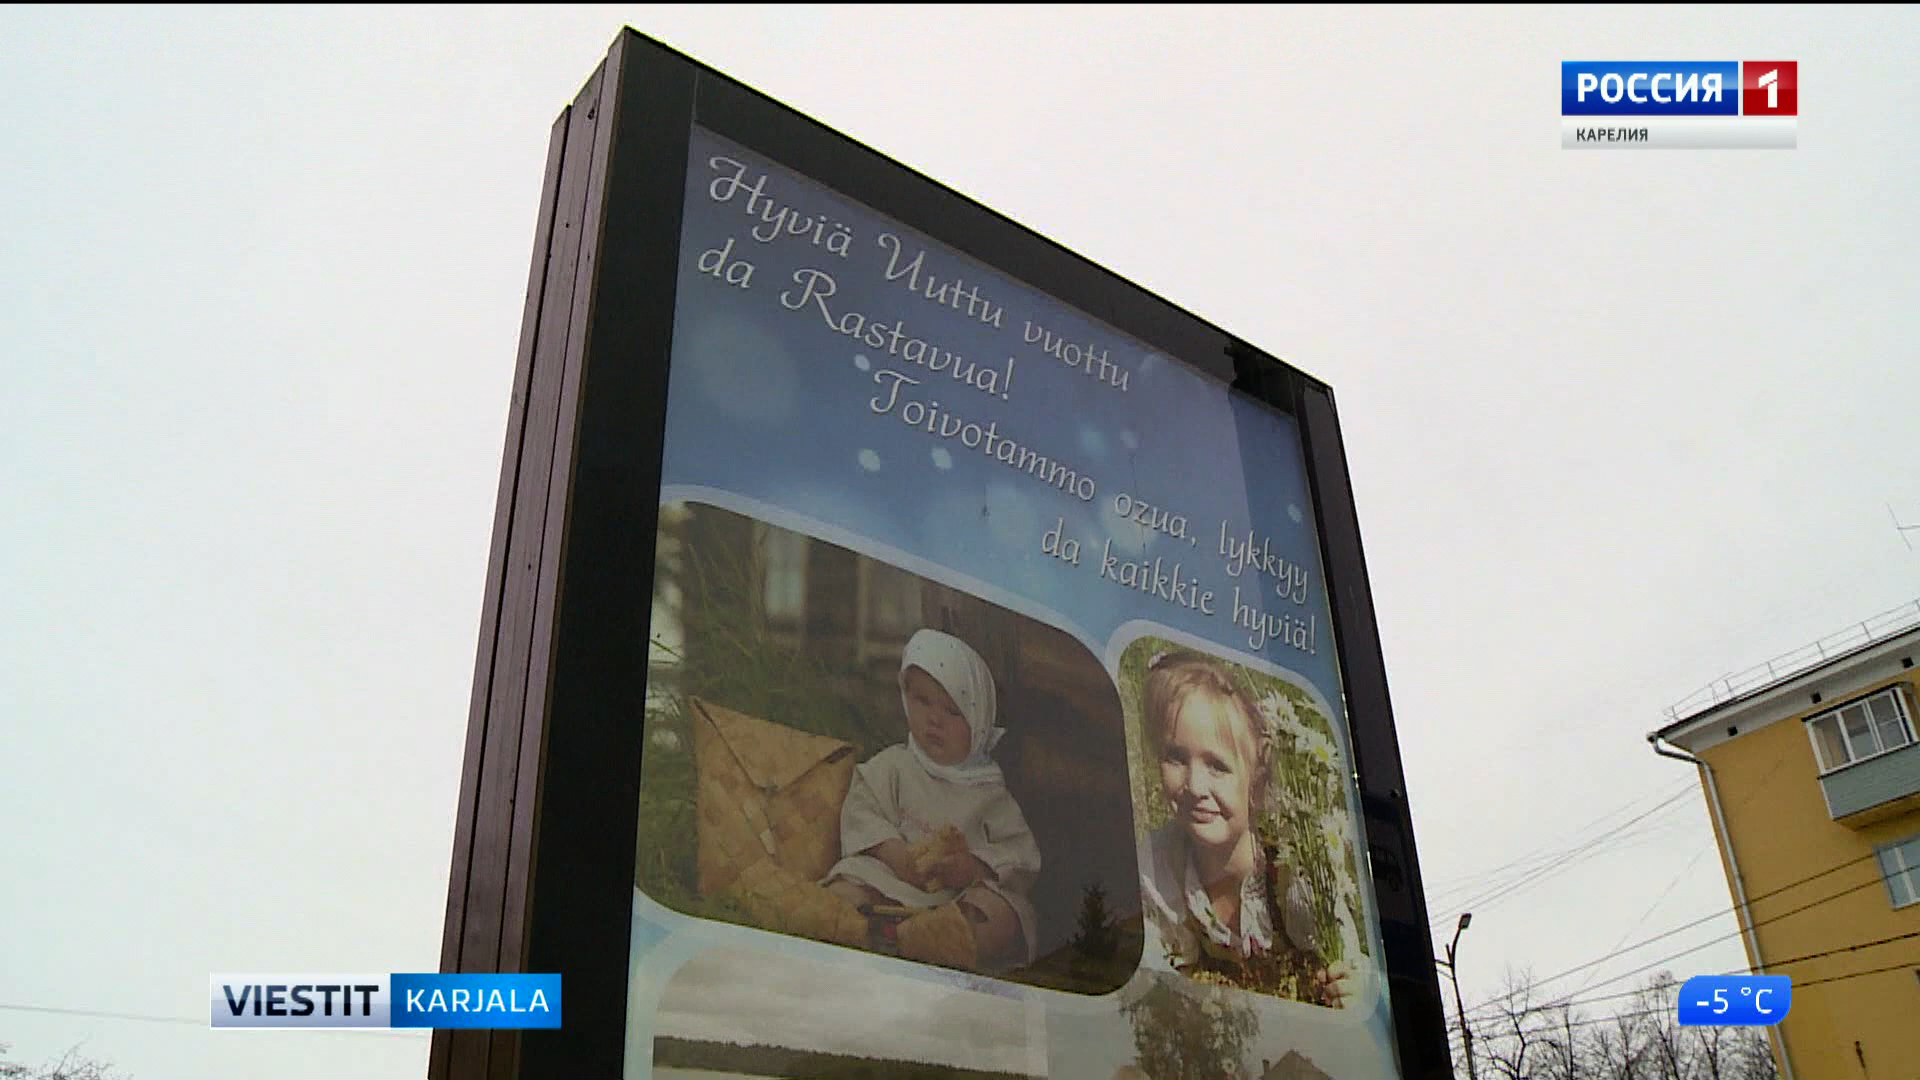 РОССИЯ 1
КАРЕЛИЯ
Hyviä Uuttu vuottu
da Rastavua!
Toivotammo ozua, lykkyy
da kaikkie hyviä!
VIESTIT KARJALA
-5 °C